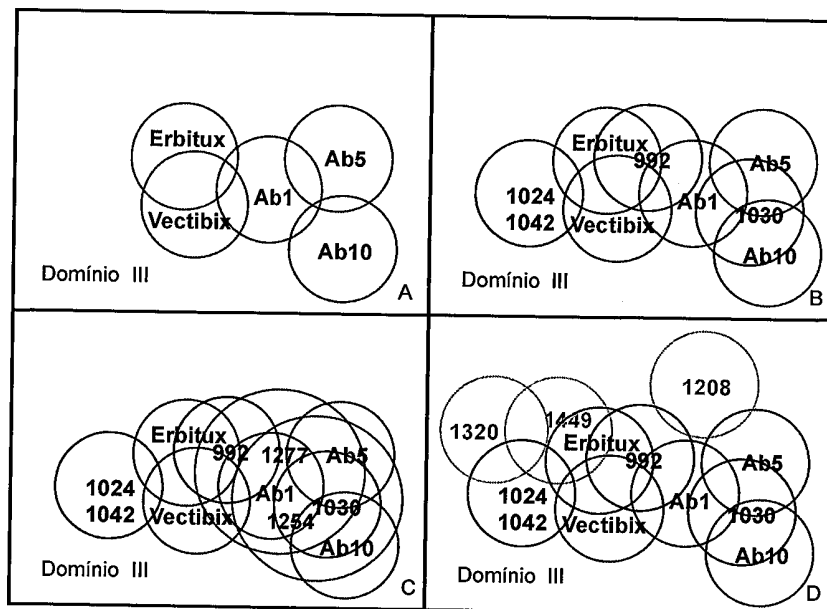 Erbitux
Ab5
Ab1
Vectibix
Ab10
Domínio III
A
Erbitux
992
Ab5
1024
1042
Ab1
1030
Vectibix
Ab10
Domínio III
B
Erbitux
992
1277
Ab5
1024
1042
Ab1
1030
Vectibix
1254
Ab10
Domínio III
C
1208
1320
1449
Erbitux
992
Ab5
1024
1042
Ab1
1030
Vectibix
Ab10
Domínio III
D